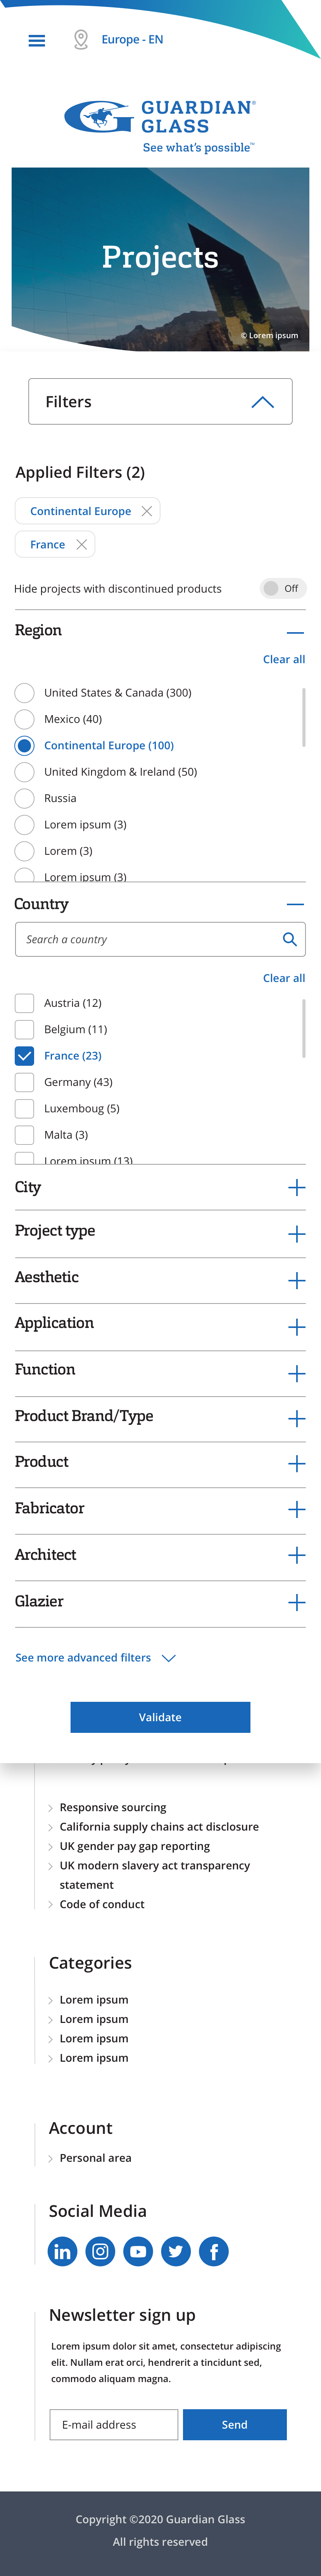 Europe - EN
GUARDIAN®
GLASS
See what's possible™
Projects
© Lorem ipsum
Filters
Applied Filters (2)
Continental Europe
France
Hide projects with discontinued products
Off
Region
Clear all
United States & Canada (300)
Mexico (40)
Continental Europe (100)
United Kingdom & Ireland (50)
Russia
Lorem ipsum (3)
Lorem (3)
Lorem ipsum (3)
Country
Search a country
Clear all
Austria (12)
Belgium (11)
France (23)
Germany (43)
Luxemboug (5)
Malta (3)
Lorem ipsum (13)
City
Project type
Aesthetic
Application
Function
Product Brand/Type
Product
Fabricator
Architect
Glazier
See more advanced filters
Validate
Responsive sourcing
California supply chains act disclosure
UK gender pay gap reporting
UK modern slavery act transparency
statement
Code of conduct
Categories
Lorem ipsum
Lorem ipsum
Lorem ipsum
Lorem ipsum
Account
Personal area
Social Media
Newsletter sign up
Lorem ipsum dolor sit amet, consectetur adipiscing
elit. Nullam erat orci, hendrerit a tincidunt sed,
commodo aliquam magna.
E-mail address
Send
Copyright ©2020 Guardian Glass
All rights reserved